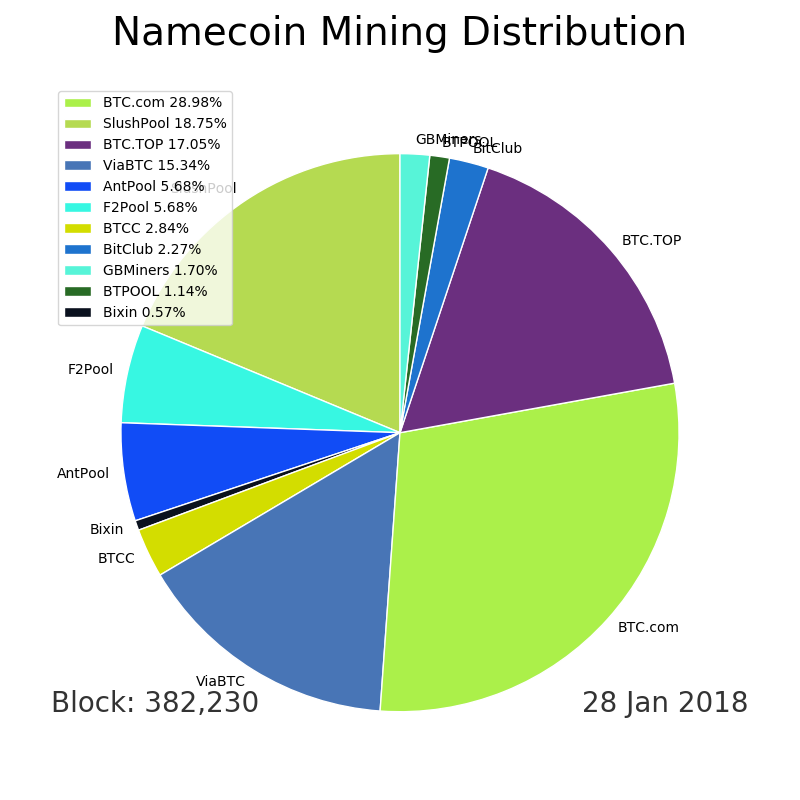 Namecoin Mining Distribution
BTC.com 28.98%
SlushPool 18.75%
BTC.TOP 17.05%
ViaBTC 15.34%
AntPool 5.68%
F2Pool 5.68%
BTCC 2.84%
BitClub 2.27%
GBMiners 1.70%
BTPOOL 1.14%
Bixin 0.57%
GBMiners
BTPOOL
BitClub
SlushPool
BTC.TOP
F2Pool
AntPool
Bixin
BTCC
BTC.com
ViaBTC
Block: 382,230
28 Jan 2018